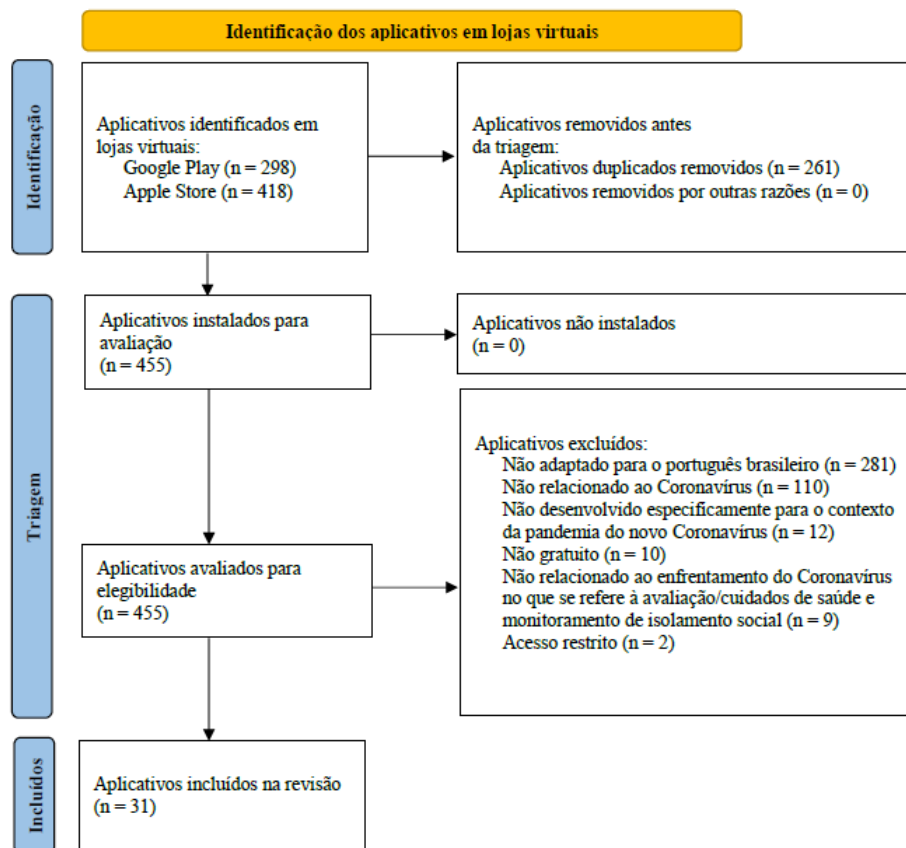 Identificação dos aplicativos em lojas virtuais
Identificação
Aplicativos identificados em
lojas virtuais:
Google Play (n = 298)
Apple Store (n = 418)
Aplicativos removidos antes
da triagem:
Aplicativos duplicados removidos (n = 261)
Aplicativos removidos por outras razões (n = 0)
Triagem
Aplicativos instalados para
avaliação
(n = 455)
Aplicativos não instalados
(n = 0)
Aplicativos avaliados para
elegibilidade
(n = 455)
Aplicativos excluídos:
Não adaptado para o português brasileiro (n = 281)
Não relacionado ao Coronavírus (n = 110)
Não desenvolvido especificamente para o contexto
da pandemia do novo Coronavírus (n = 12)
Não gratuito (n = 10)
Não relacionado ao enfrentamento do Coronavírus
no que se refere à avaliação/cuidados de saúde e
monitoramento de isolamento social (n = 9)
Acesso restrito (n = 2)
Incluídos
Aplicativos incluídos na revisão
(n = 31)